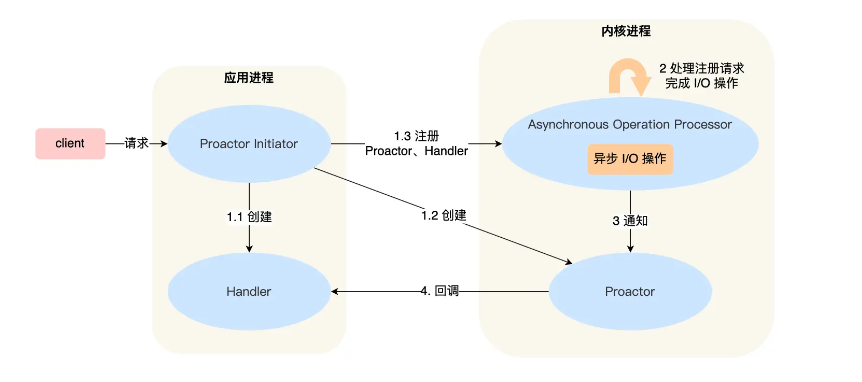 内核进程
应用进程
2 处理注册请求
完成 I/O 操作
client
请求
Proactor Initiator
1.3 注册
Proactor、Handler
Asynchronous Operation Processor
异步 I/O 操作
1.1 创建
1.2 创建
3 通知
Handler
4. 回调
Proactor